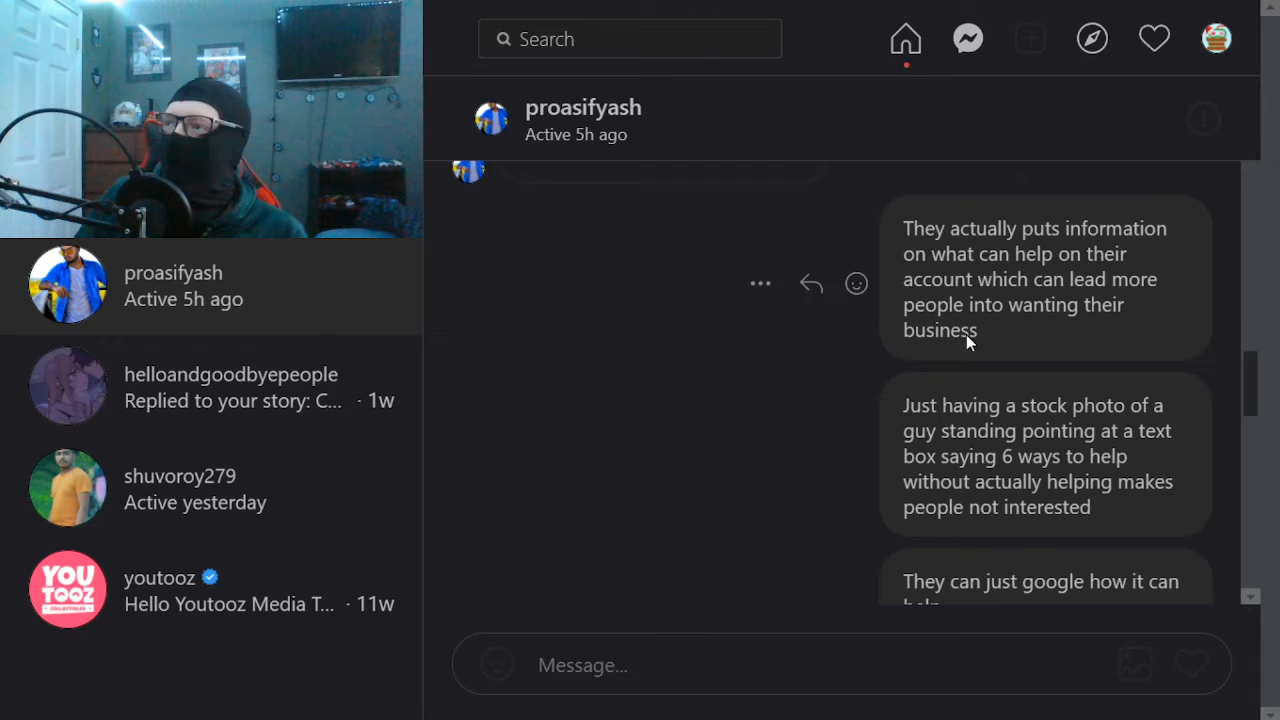 Search
proasifyash
Active 5h ago
proasifyash
Active 5h ago
helloandgoodbyepeople
Replied to your story: C... · 1w
shuvoroy279
Active yesterday
YOU
TOOZ
COLLECTIBLES
youtooz
Hello Youtooz Media T... · 11w
They actually puts information
on what can help on their
account which can lead more
people into wanting their
business
Just having a stock photo of a
guy standing pointing at a text
box saying 6 ways to help
without actually helping makes
people not interested
They can just google how it can
help
Message...